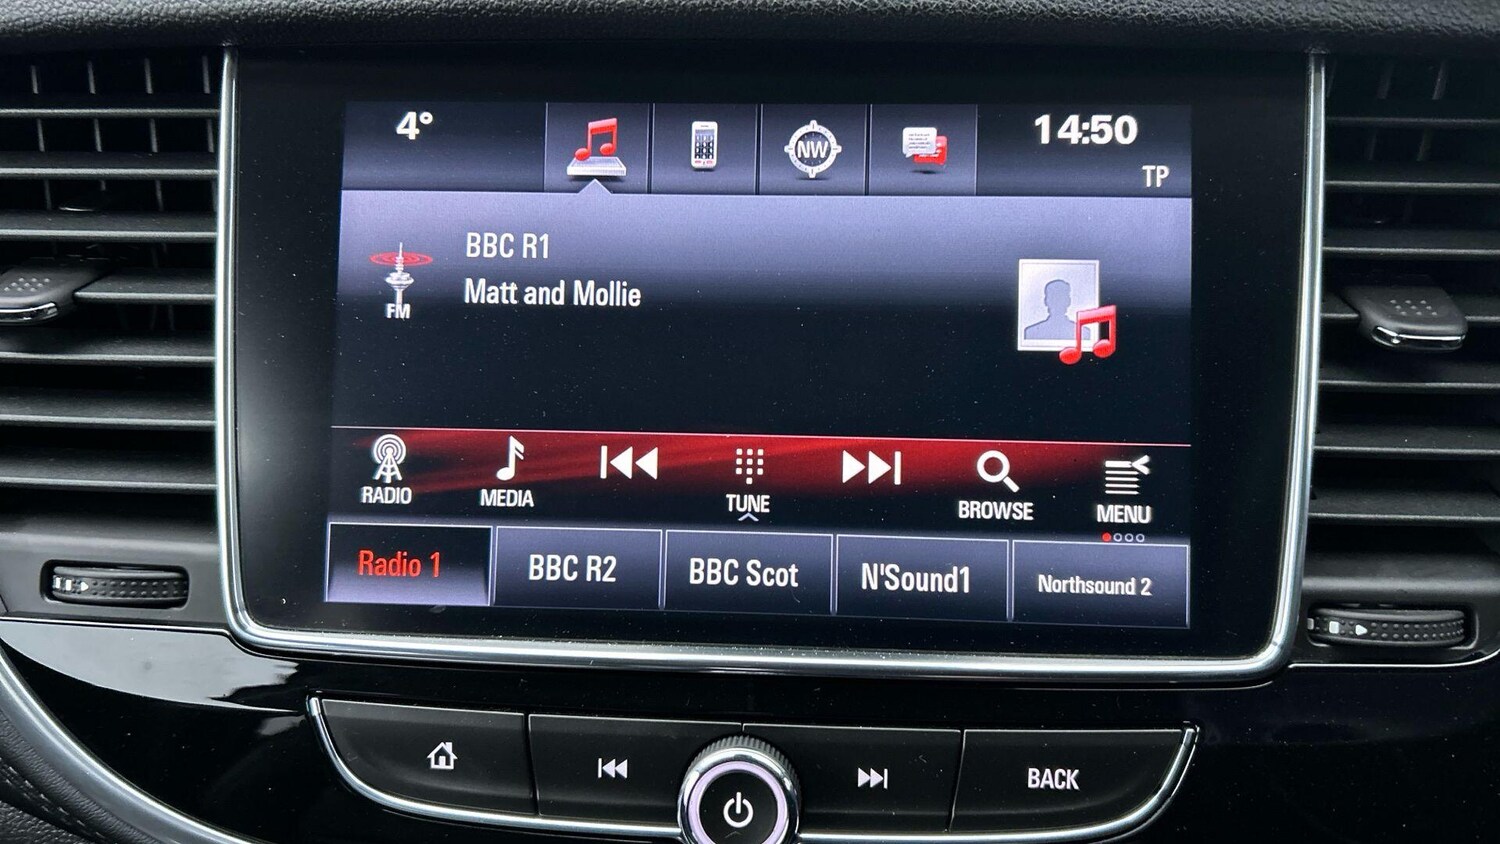 4°
NW
14:50
TP
BBC R1
Matt and Mollie
FM
RADIO
MEDIA
TUNE
BROWSE
MENU
Radio 1
BBC R2
BBC Scot
N'Sound1
Northsound 2
BACK